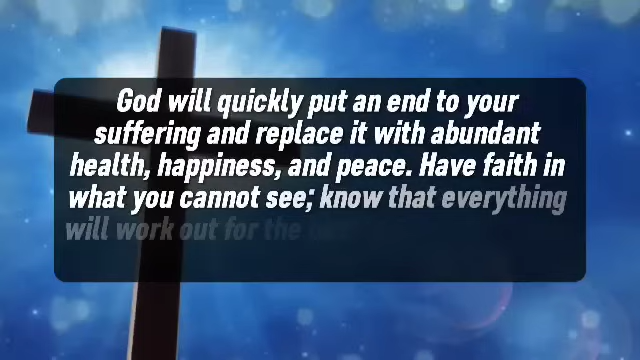 God will quickly put an end to your
suffering and replace it with abundant
health, happiness, and peace. Have faith in
what you cannot see; know that everything
will work out for the